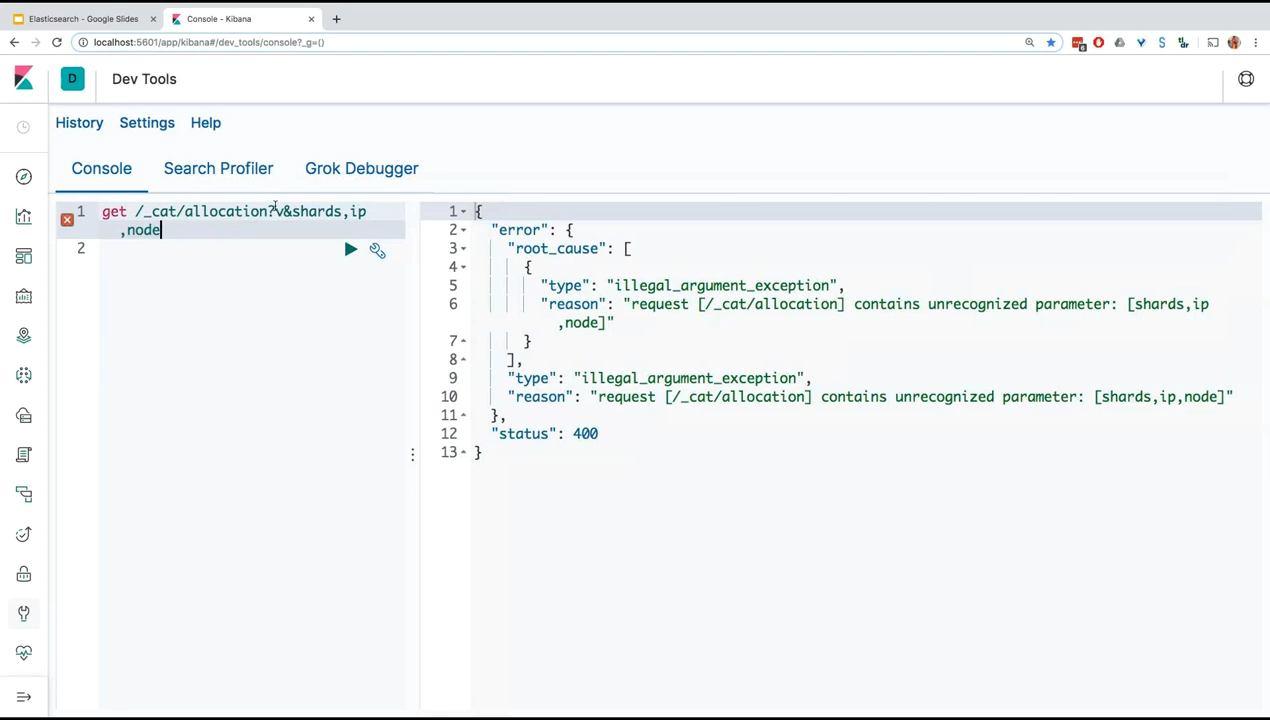 Elasticsearch - Google Slides
Console - Kibana
localhost:5601/app/kibana#/dev_tools/console?_g=()
6
tl;dr
D
Dev Tools
History Settings Help
Console Search Profiler Grok Debugger
1 get /_cat/allocation?v&shards,ip
,node
2
1 {
2 "error": {
3 "root_cause": [
4 {
5 "type": "illegal_argument_exception",
6 "reason": "request [/_cat/allocation] contains unrecognized parameter: [shards,ip
,node]"
7 }
8 ],
9 "type": "illegal_argument_exception",
10 "reason": "request [/_cat/allocation] contains unrecognized parameter: [shards,ip,node]"
11 },
12 "status": 400
13 }